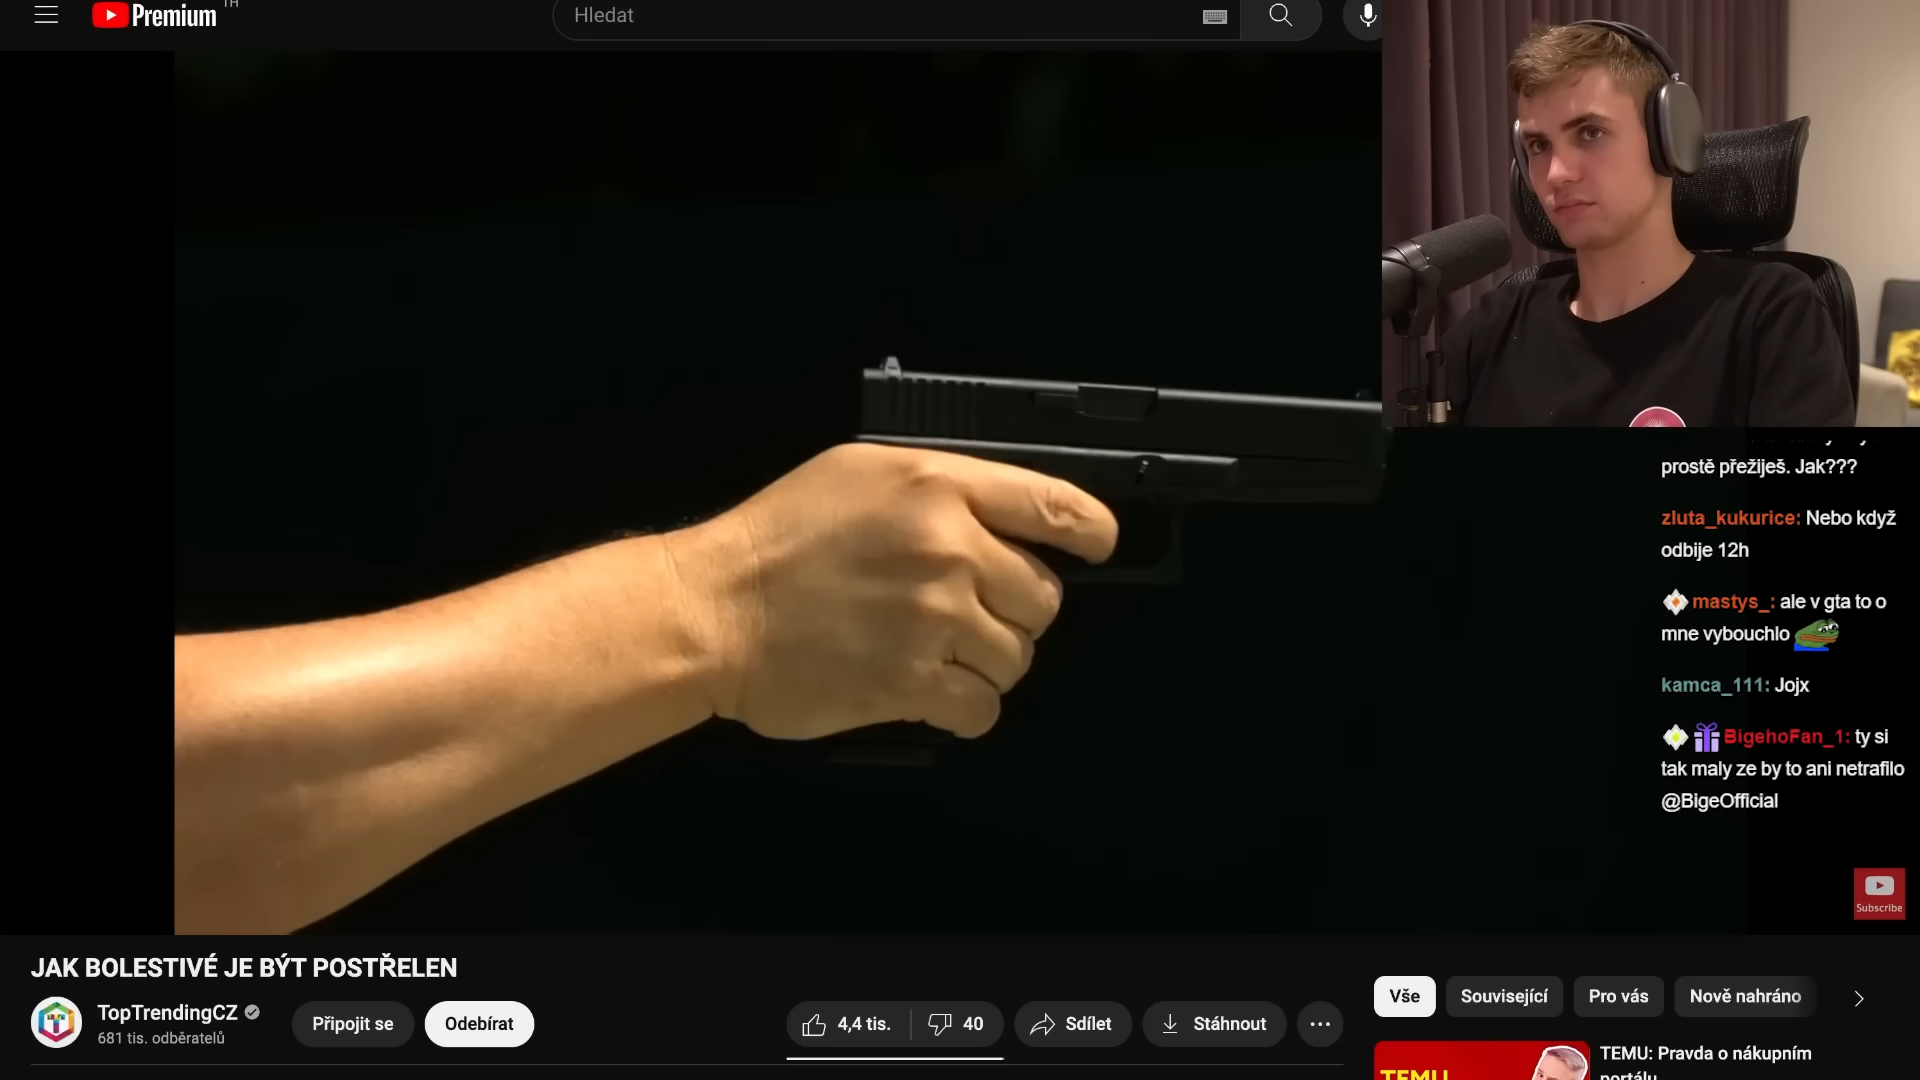 Premium TH
Hledat
prostě přežiješ. Jak???
zluta_kukurice: Nebo když
odbije 12h
mastys_: ale v gta to o
mne vybouchlo
kamca_111: Jojx
BigehoFan_1: ty si
tak maly ze by to ani netrafilo
@BigeOfficial
Subscribe
JAK BOLESTIVÉ JE BÝT POSTŘELEN
TopTrendingCZ
681 tis. odběratelů
Připojit se
Odebírat
4,4 tis.
40
Sdílet
Stáhnout
Vše
Související
Pro vás
Nově nahráno
TEMU
TEMU: Pravda o nákupním
portálu